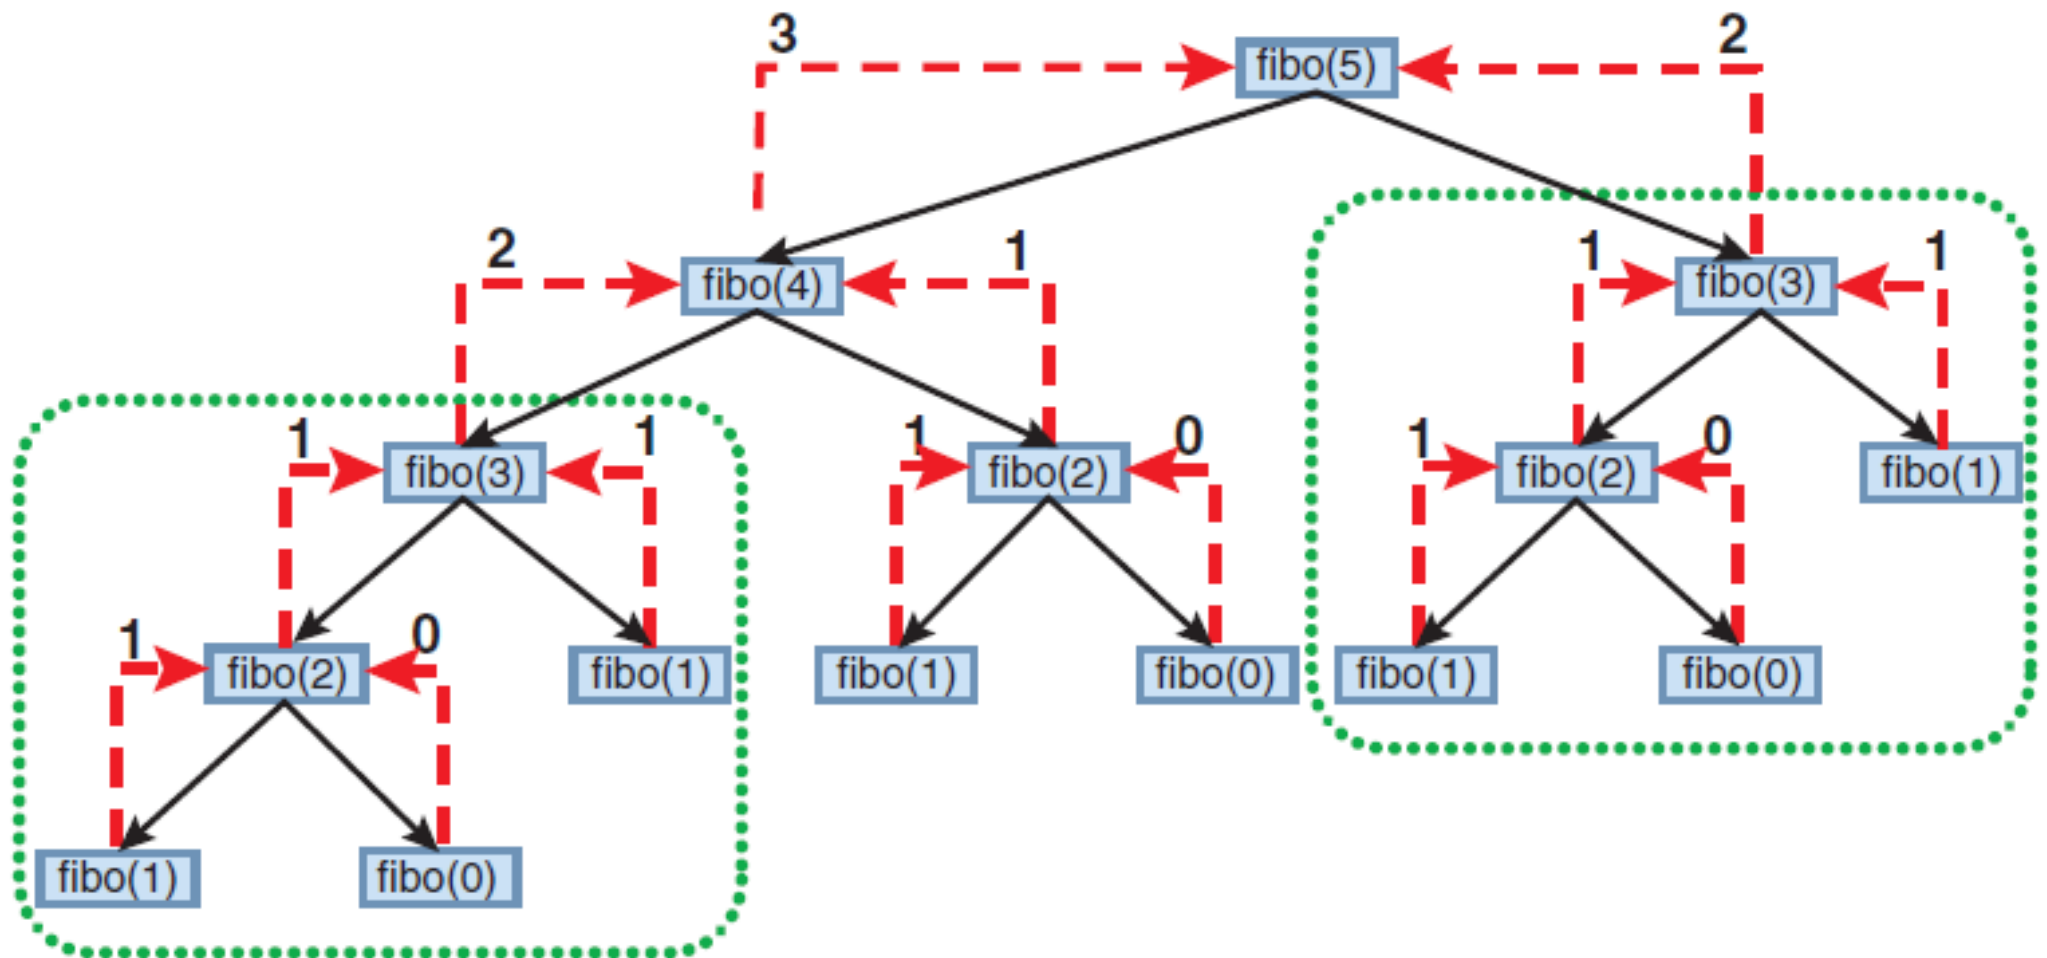 3 2
fibo(5)
2 1 1 1
fibo(4) fibo(3)
1 1 1 0 1 0
fibo(3) fibo(2) fibo(2) fibo(1)
1 0
fibo(2) fibo(1) fibo(1) fibo(0) fibo(1) fibo(0)
fibo(1) fibo(0)